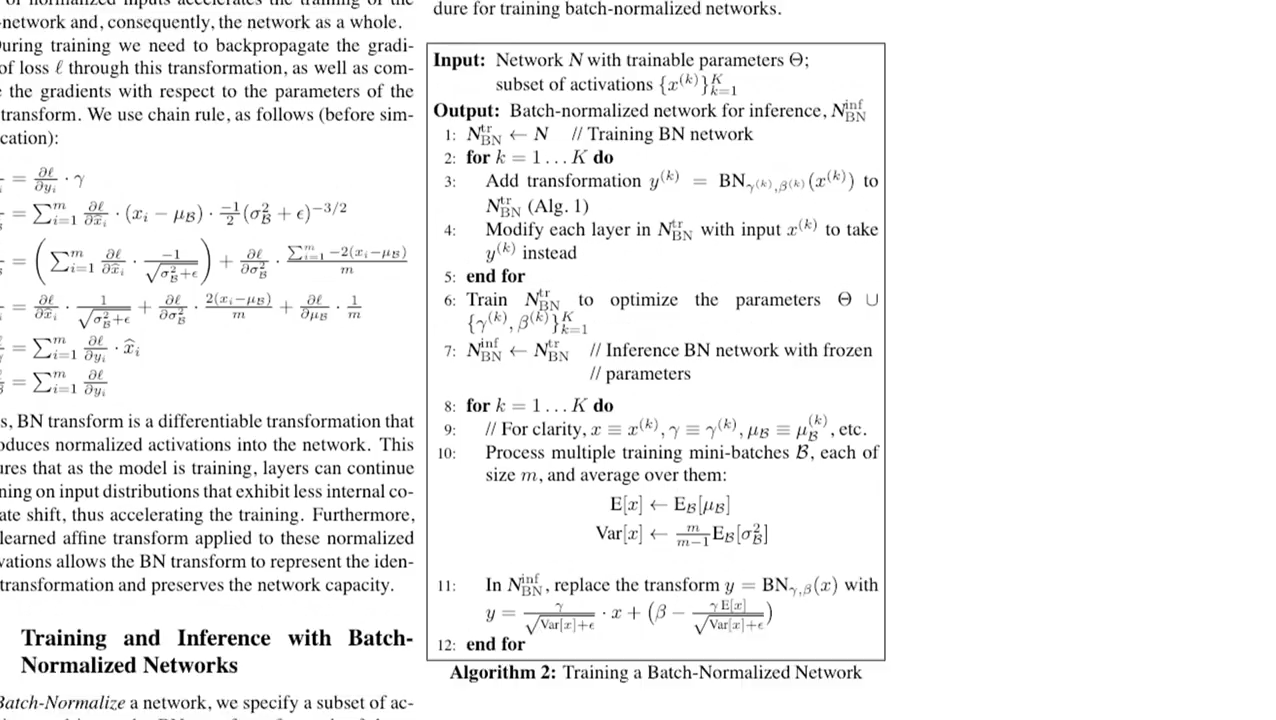 network and, consequently, the network as a whole.
uring training we need to backpropagate the gradi-
of loss ℓ through this transformation, as well as com-
the gradients with respect to the parameters of the
transform. We use chain rule, as follows (before sim-
cation):
= ∂ℓ/∂y_i · γ
= ∑_{i=1}^{m} ∂ℓ/∂x̂_i · (x_i − μ_B) · −1/2 (σ_B^2 + ϵ)^{−3/2}
= (∑_{i=1}^{m} ∂ℓ/∂x̂_i · −1/√(σ_B^2+ϵ)) + ∂ℓ/∂σ_B^2 · ∑_{i=1}^{m} −2(x_i−μ_B)/m
= ∂ℓ/∂x̂_i · 1/√(σ_B^2+ϵ) + ∂ℓ/∂σ_B^2 · 2(x_i−μ_B)/m + ∂ℓ/∂μ_B · 1/m
= ∑_{i=1}^{m} ∂ℓ/∂y_i · x̂_i
= ∑_{i=1}^{m} ∂ℓ/∂y_i
s, BN transform is a differentiable transformation that
oduces normalized activations into the network. This
ures that as the model is training, layers can continue
ning on input distributions that exhibit less internal co-
ate shift, thus accelerating the training. Furthermore,
learned affine transform applied to these normalized
vations allows the BN transform to represent the iden-
transformation and preserves the network capacity.
Training and Inference with Batch-
Normalized Networks
Batch-Normalize a network, we specify a subset of ac-
dure for training batch-normalized networks.
Input: Network N with trainable parameters Θ;
subset of activations {x^(k)}_{k=1}^K
Output: Batch-normalized network for inference, N_BN^inf
1: N_BN^tr ← N // Training BN network
2: for k = 1 . . . K do
3: Add transformation y^(k) = BN_{γ^(k),β^(k)}(x^(k)) to
N_BN^tr (Alg. 1)
4: Modify each layer in N_BN^tr with input x^(k) to take
y^(k) instead
5: end for
6: Train N_BN^tr to optimize the parameters Θ ∪
{γ^(k), β^(k)}_{k=1}^K
7: N_BN^inf ← N_BN^tr // Inference BN network with frozen
// parameters
8: for k = 1 . . . K do
9: // For clarity, x ≡ x^(k), γ ≡ γ^(k), μ_B ≡ μ_B^(k), etc.
10: Process multiple training mini-batches B, each of
size m, and average over them:
E[x] ← E_B[μ_B]
Var[x] ← m/(m−1) E_B[σ_B^2]
11: In N_BN^inf, replace the transform y = BN_{γ,β}(x) with
y = γ/√(Var[x]+ϵ) · x + (β − γ E[x]/√(Var[x]+ϵ))
12: end for
Algorithm 2: Training a Batch-Normalized Network